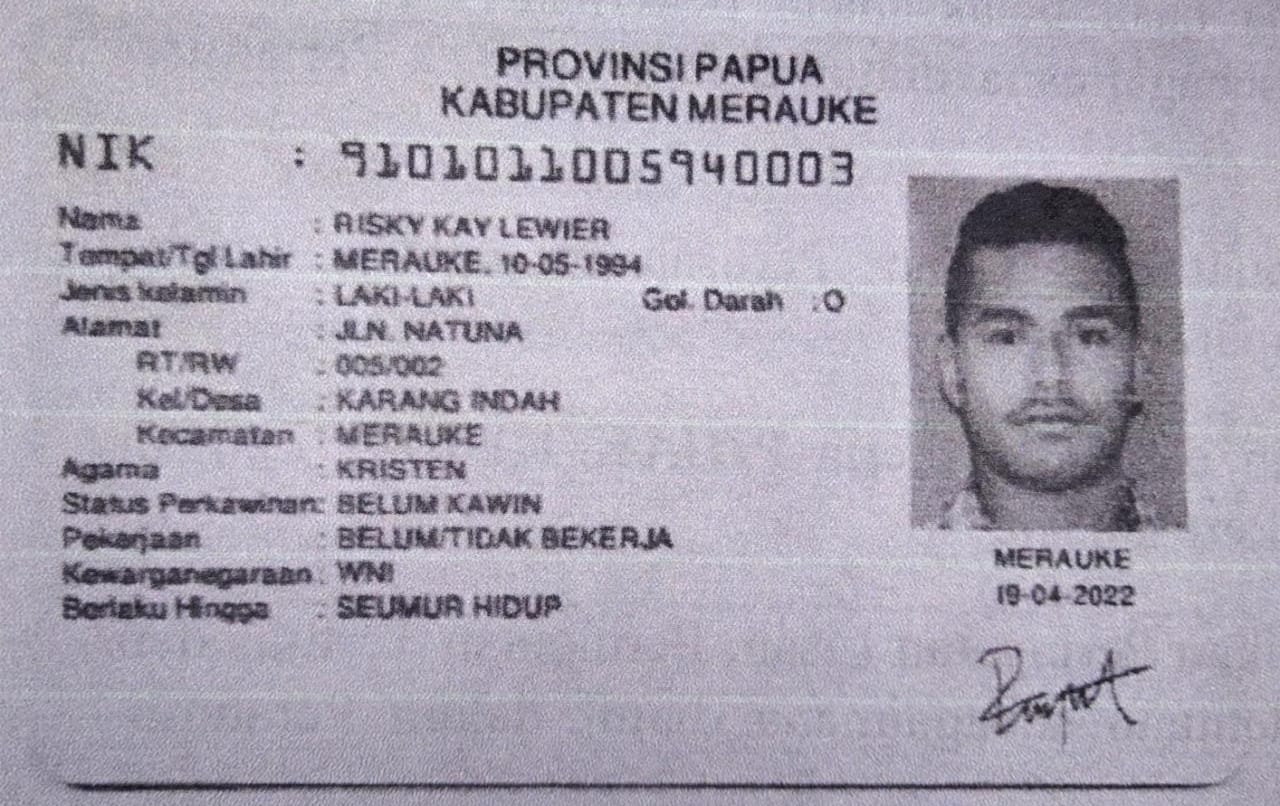 PROVINSI PAPUA
KABUPATEN MERAUKE
NIK : 9101011005940003
Nama : RISKY KAY LEWIER
Tempat/Tgl Lahir : MERAUKE, 10-05-1994
Jenis kelamin : LAKI-LAKI Gol. Darah : O
Alamat : JLN. NATUNA
RT/RW : 005/002
Kel/Desa : KARANG INDAH
Kecamatan : MERAUKE
Agama : KRISTEN
Status Perkawinan: BELUM KAWIN
Pekerjaan : BELUM/TIDAK BEKERJA
Kewarganegaraan : WNI
Berlaku Hingga : SEUMUR HIDUP
MERAUKE
19-04-2022